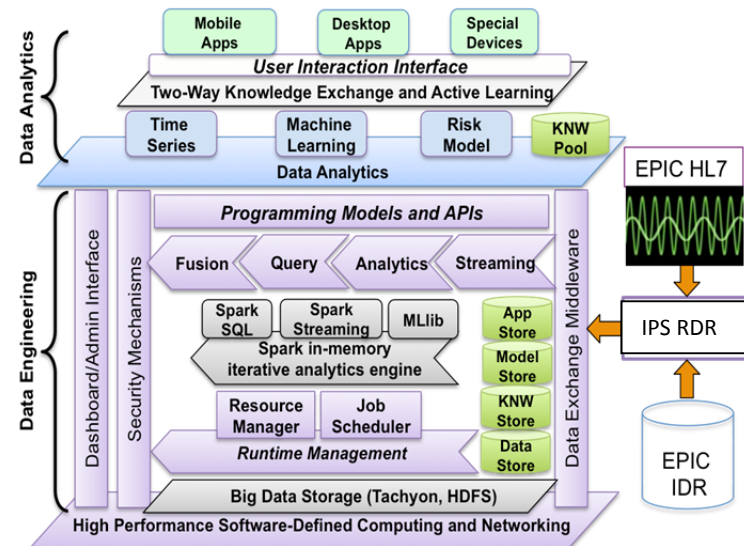 Data Analytics
Mobile
Apps
Desktop
Apps
Special
Devices
User Interaction Interface
Two-Way Knowledge Exchange and Active Learning
Time
Series
Machine
Learning
Risk
Model
KNW
Pool
Data Analytics
EPIC HL7
Data Engineering
Dashboard/Admin Interface
Security Mechanisms
Programming Models and APIs
Fusion
Query
Analytics
Streaming
Spark
SQL
Spark
Streaming
MLlib
App
Store
Spark in-memory
iterative analytics engine
Model
Store
Resource
Manager
Job
Scheduler
KNW
Store
Runtime Management
Data
Store
Data Exchange Middleware
IPS RDR
EPIC
IDR
Big Data Storage (Tachyon, HDFS)
High Performance Software-Defined Computing and Networking